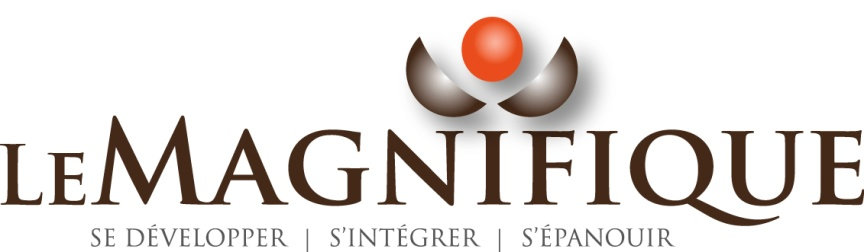 LEMAGNIFIQUE
SE DÉVELOPPER | S'INTÉGRER | S'ÉPANOUIR